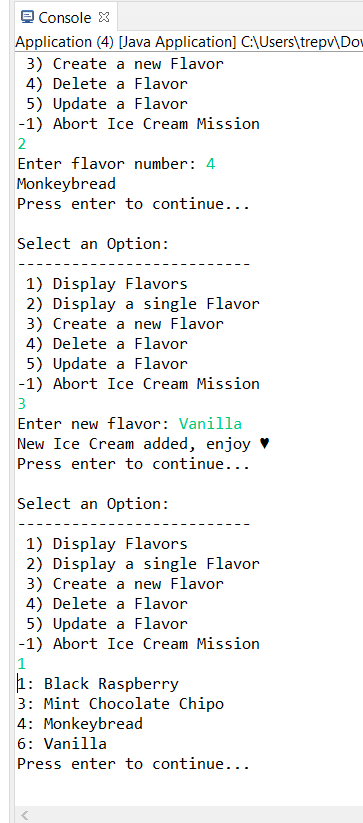 Console
Application (4) [Java Application] C:\Users\trepv\Dov
3) Create a new Flavor
4) Delete a Flavor
5) Update a Flavor
-1) Abort Ice Cream Mission
2
Enter flavor number: 4
Monkeybread
Press enter to continue...
Select an Option:
--------------------------
1) Display Flavors
2) Display a single Flavor
3) Create a new Flavor
4) Delete a Flavor
5) Update a Flavor
-1) Abort Ice Cream Mission
3
Enter new flavor: Vanilla
New Ice Cream added, enjoy ♥
Press enter to continue...
Select an Option:
--------------------------
1) Display Flavors
2) Display a single Flavor
3) Create a new Flavor
4) Delete a Flavor
5) Update a Flavor
-1) Abort Ice Cream Mission
1
1: Black Raspberry
3: Mint Chocolate Chipo
4: Monkeybread
6: Vanilla
Press enter to continue...